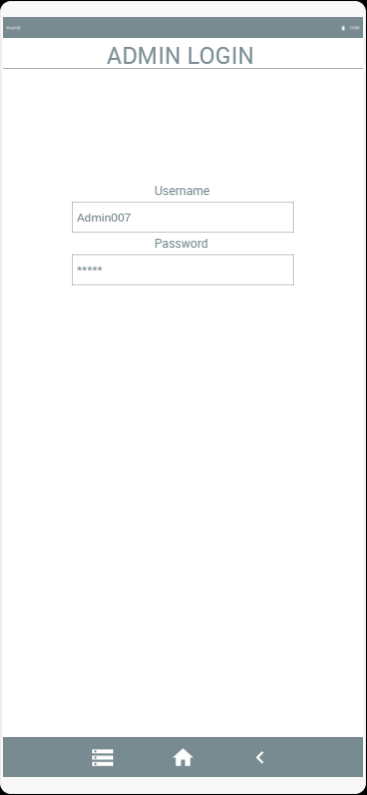 ADMIN LOGIN
Username
Admin007
Password
*****